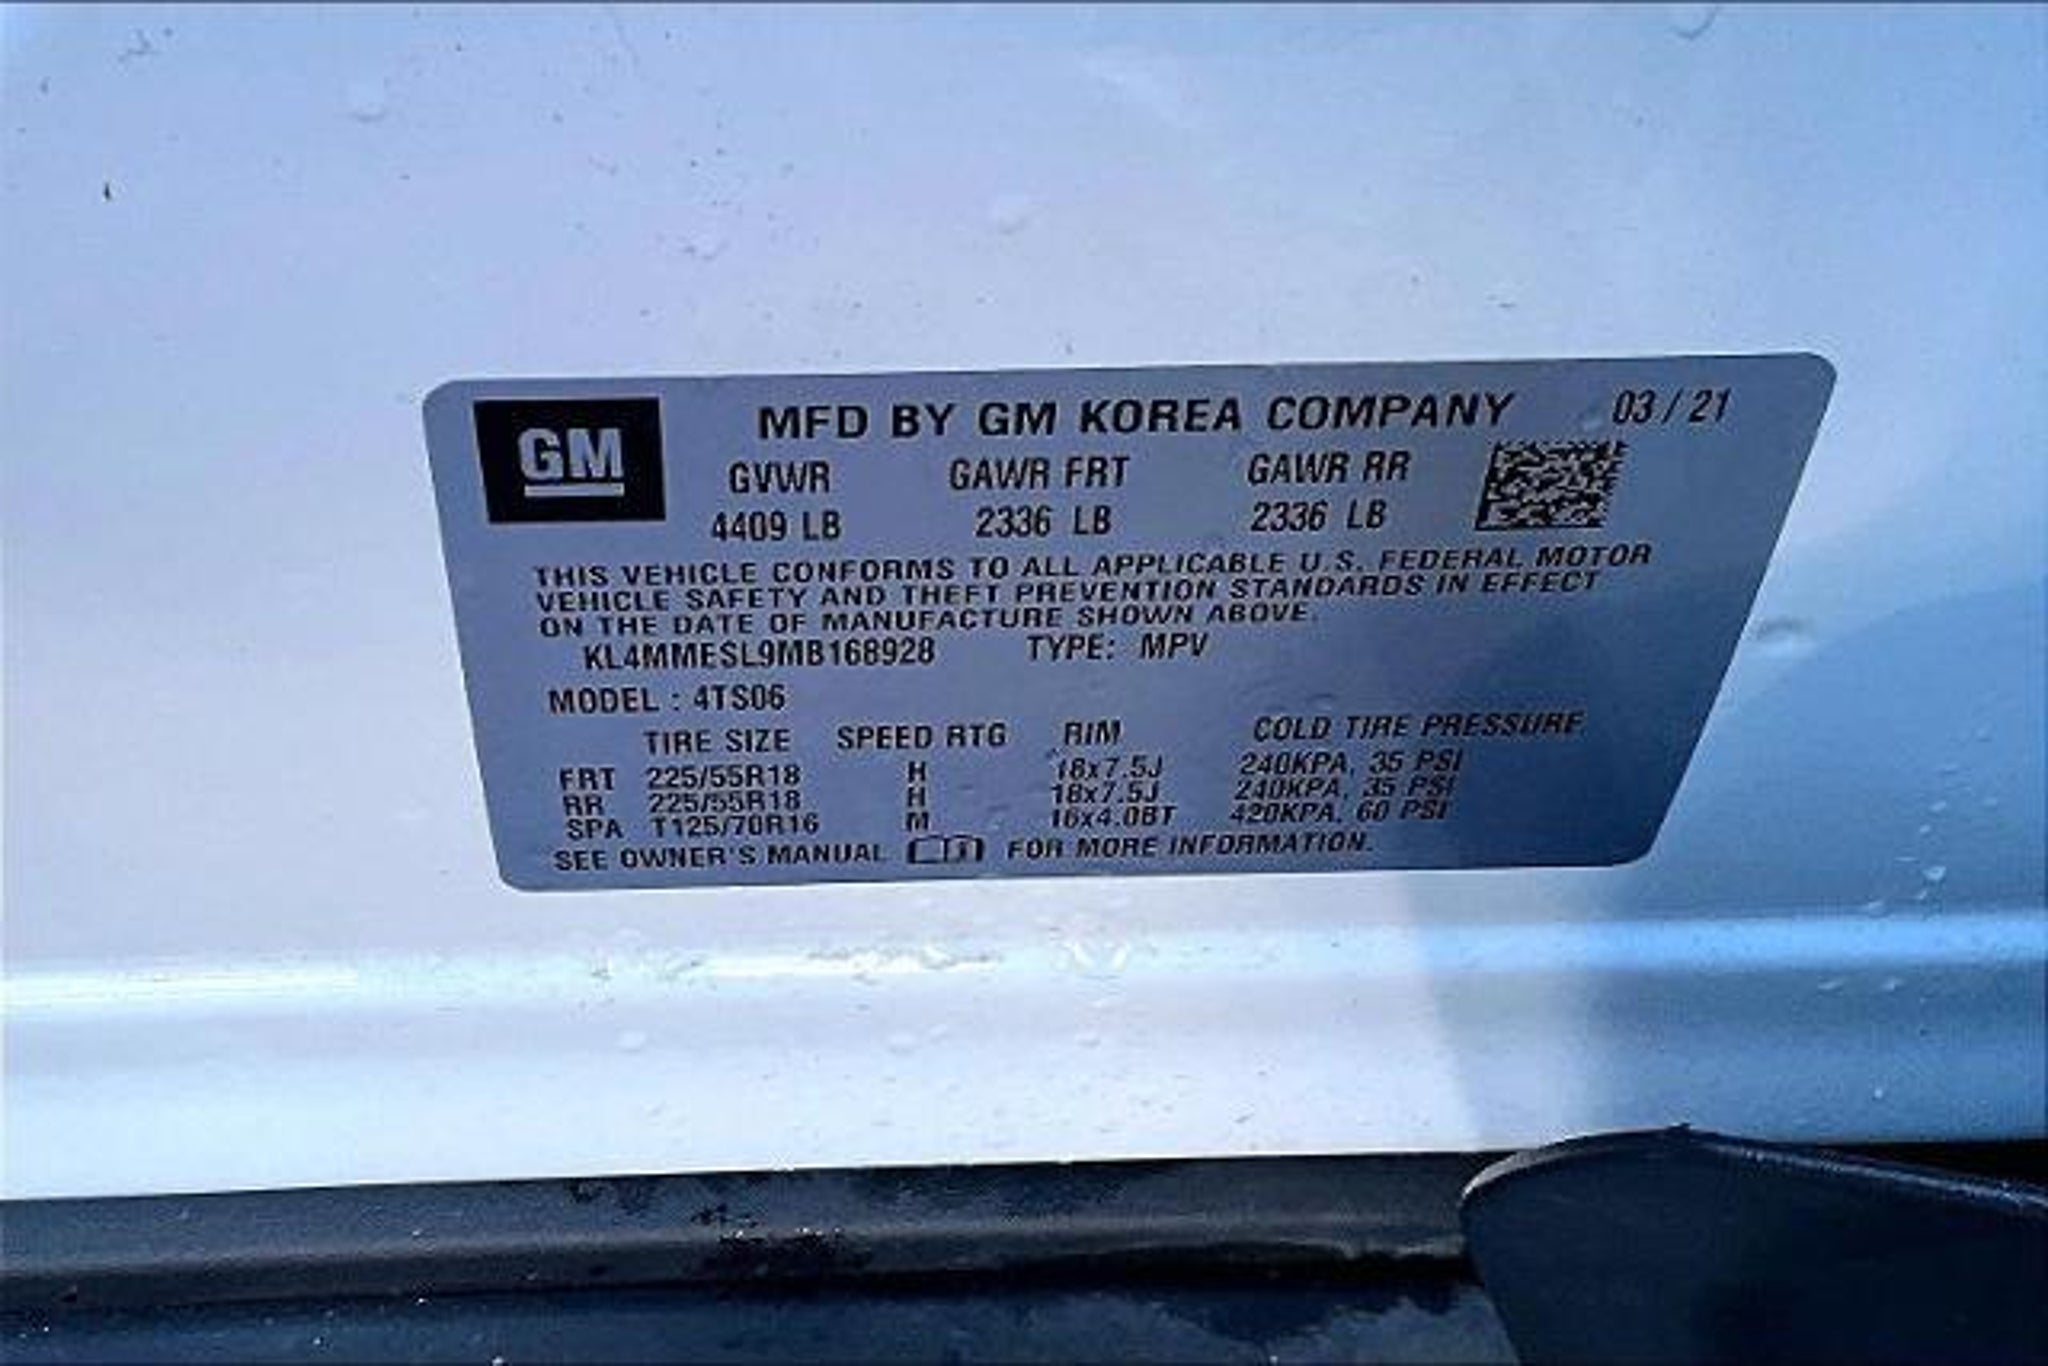 GM
MFD BY GM KOREA COMPANY 03 / 21
GVWR GAWR FRT GAWR RR
4409 LB 2336 LB 2336 LB
THIS VEHICLE CONFORMS TO ALL APPLICABLE U.S. FEDERAL MOTOR
VEHICLE SAFETY AND THEFT PREVENTION STANDARDS IN EFFECT
ON THE DATE OF MANUFACTURE SHOWN ABOVE.
KL4MMESL9MB168928 TYPE: MPV
MODEL : 4TS06
TIRE SIZE SPEED RTG RIM COLD TIRE PRESSURE
FRT 225/55R18 H 18x7.5J 240KPA, 35 PSI
RR 225/55R18 H 18x7.5J 240KPA, 35 PSI
SPA T125/70R16 M 16x4.0BT 420KPA, 60 PSI
SEE OWNER'S MANUAL FOR MORE INFORMATION.